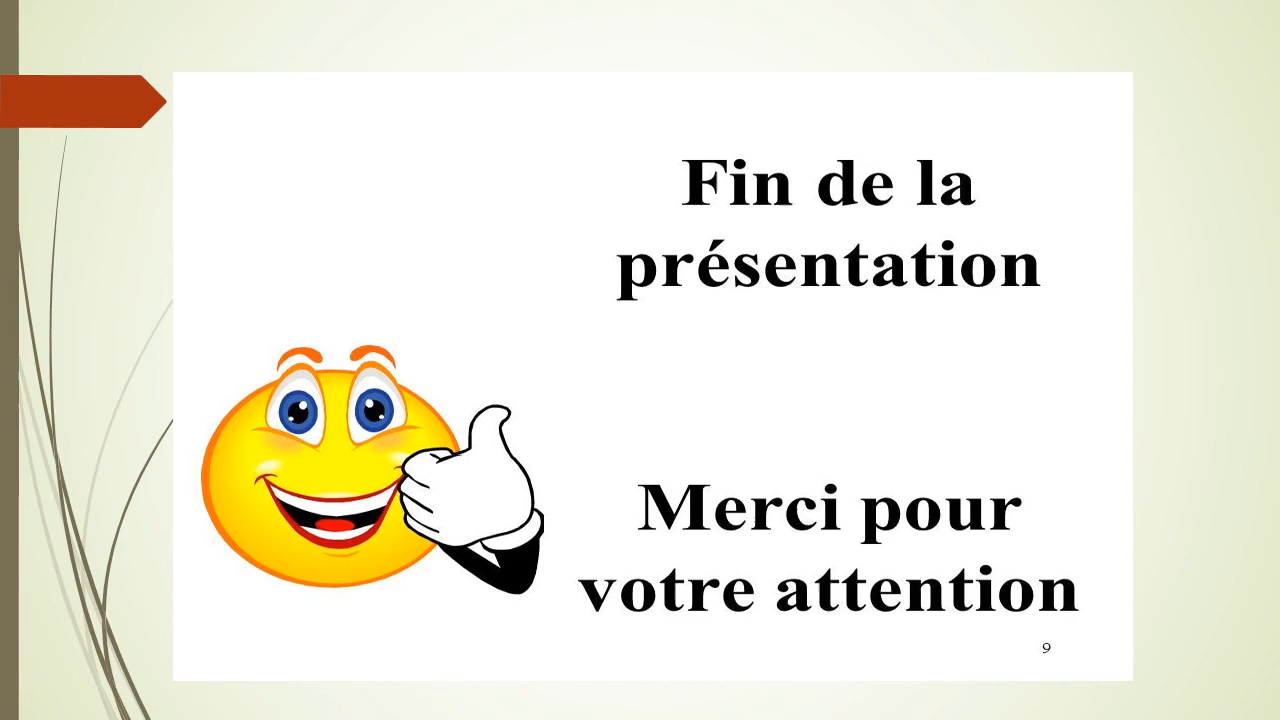 Fin de la
présentation
Merci pour
votre attention
9